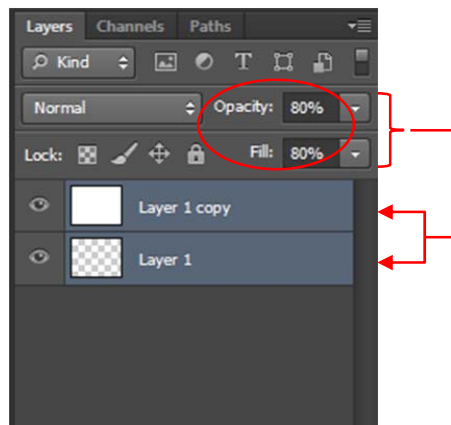 Layers Channels Paths
Kind T
Normal Opacity: 80%
Lock: Fill: 80%
Layer 1 copy
Layer 1